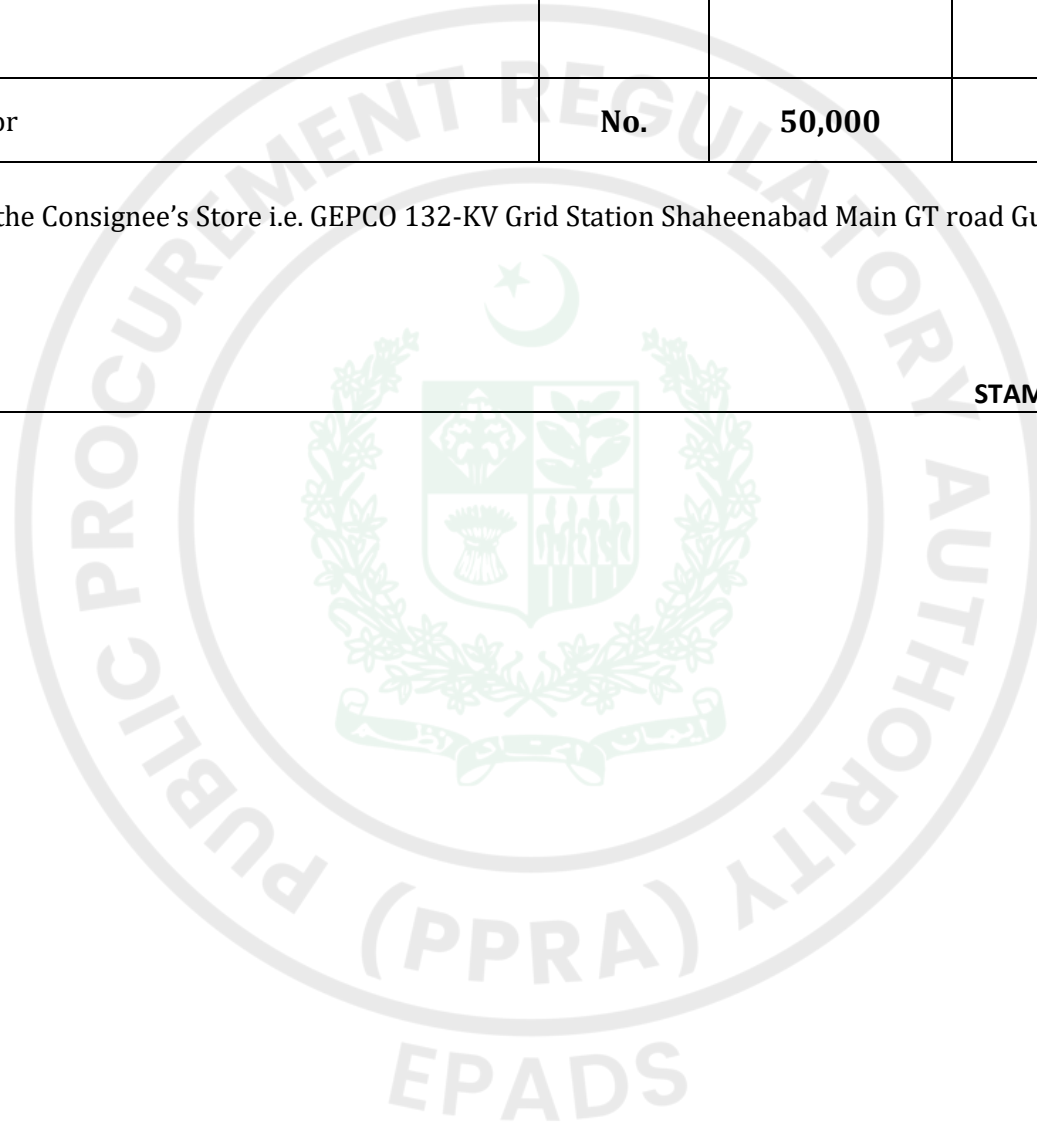 or No. 50,000
the Consignee's Store i.e. GEPCO 132-KV Grid Station Shaheenabad Main GT road Gu
STAM
PUBLIC PROCUREMENT REGULATORY AUTHORITY
(PPRA)
EPADS